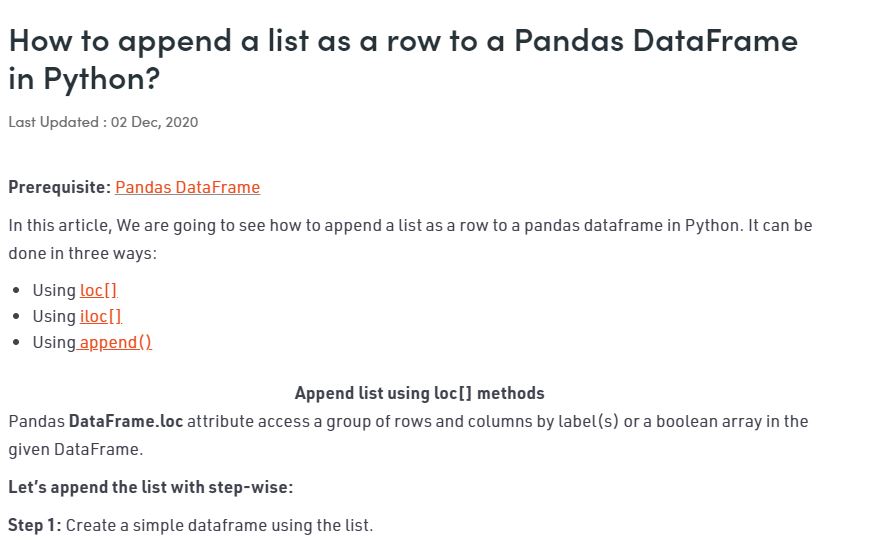 How to append a list as a row to a Pandas DataFrame
in Python?
Last Updated : 02 Dec, 2020
Prerequisite: Pandas DataFrame
In this article, We are going to see how to append a list as a row to a pandas dataframe in Python. It can be
done in three ways:
• Using loc[]
• Using iloc[]
• Using append()
Append list using loc[] methods
Pandas DataFrame.loc attribute access a group of rows and columns by label(s) or a boolean array in the
given DataFrame.
Let’s append the list with step-wise:
Step 1: Create a simple dataframe using the list.